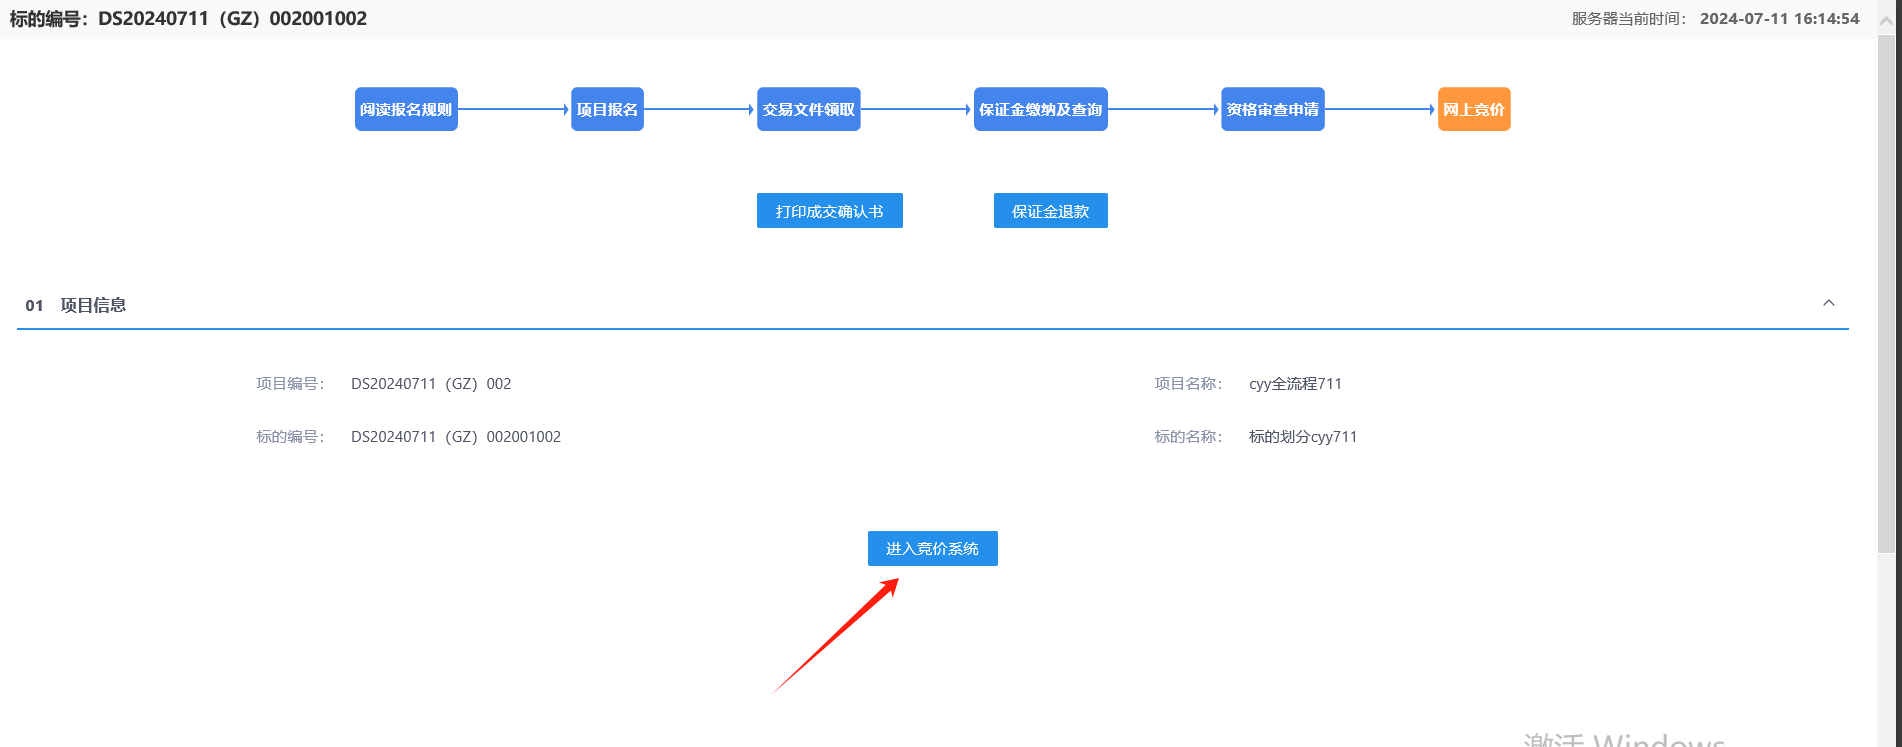 标的编号：DS20240711（GZ）002001002
服务器当前时间： 2024-07-11 16:14:54
阅读报名规则 项目报名 交易文件领取 保证金缴纳及查询 资格审查申请 网上竞价
打印成交确认书 保证金退款
01 项目信息
项目编号： DS20240711（GZ）002 项目名称： cyy全流程711
标的编号： DS20240711（GZ）002001002 标的名称： 标的划分cyy711
进入竞价系统
激活 Windows